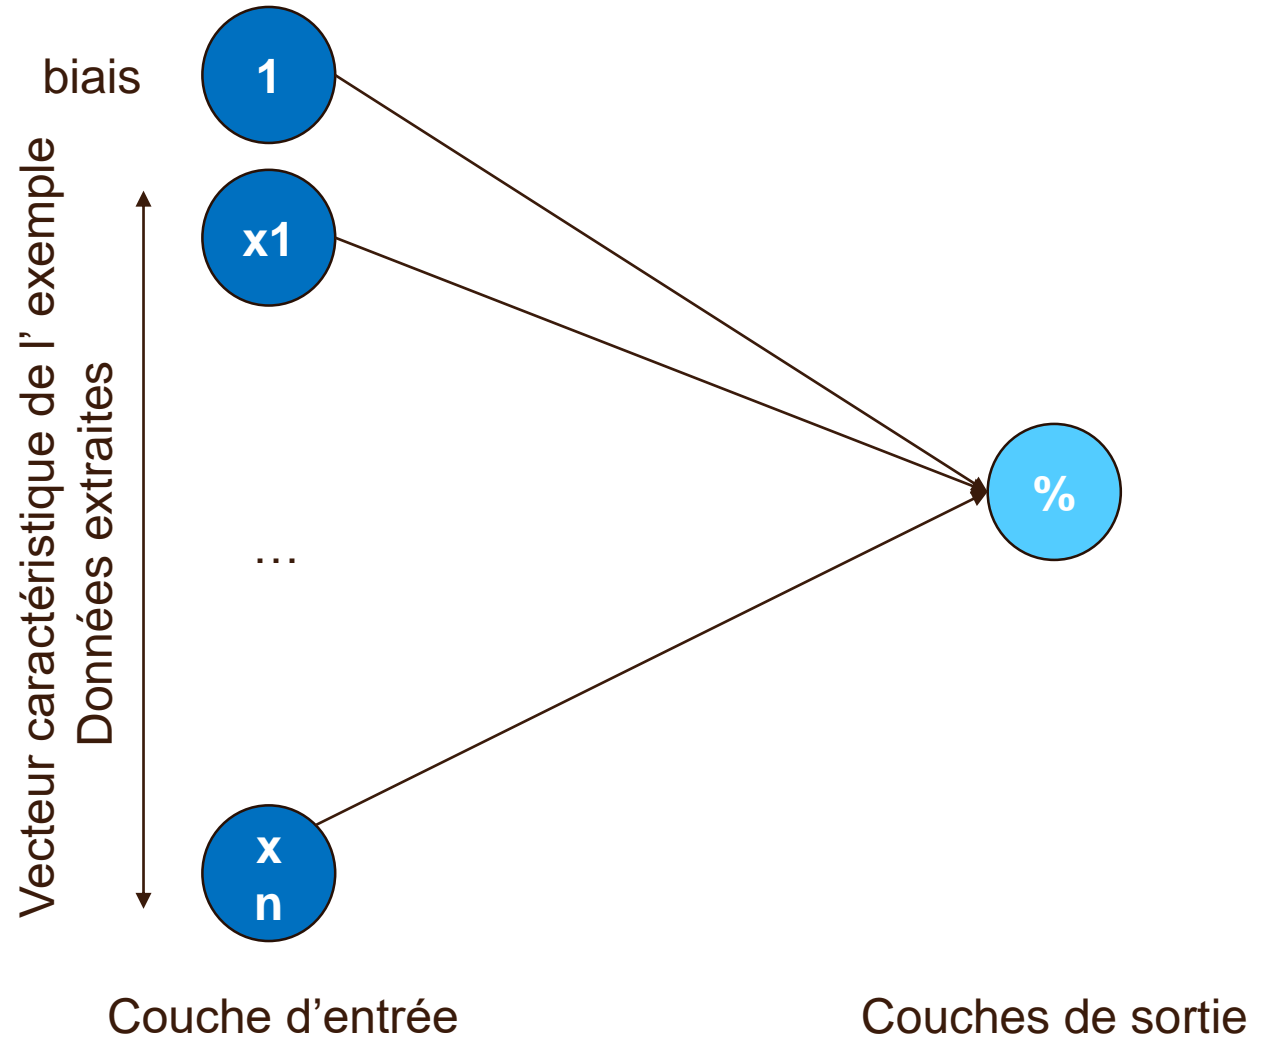 biais
1
Vecteur caractéristique de l’ exemple
Données extraites
x1
…
%
x
n
Couche d’entrée
Couches de sortie